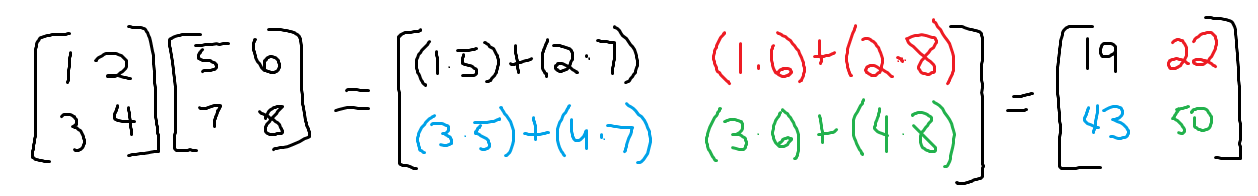 [1 2] [5 6] = [(1·5)+(2·7) (1·6)+(2·8)] = [19 22]
[3 4] [7 8] [(3·5)+(4·7) (3·6)+(4·8)] [43 50]